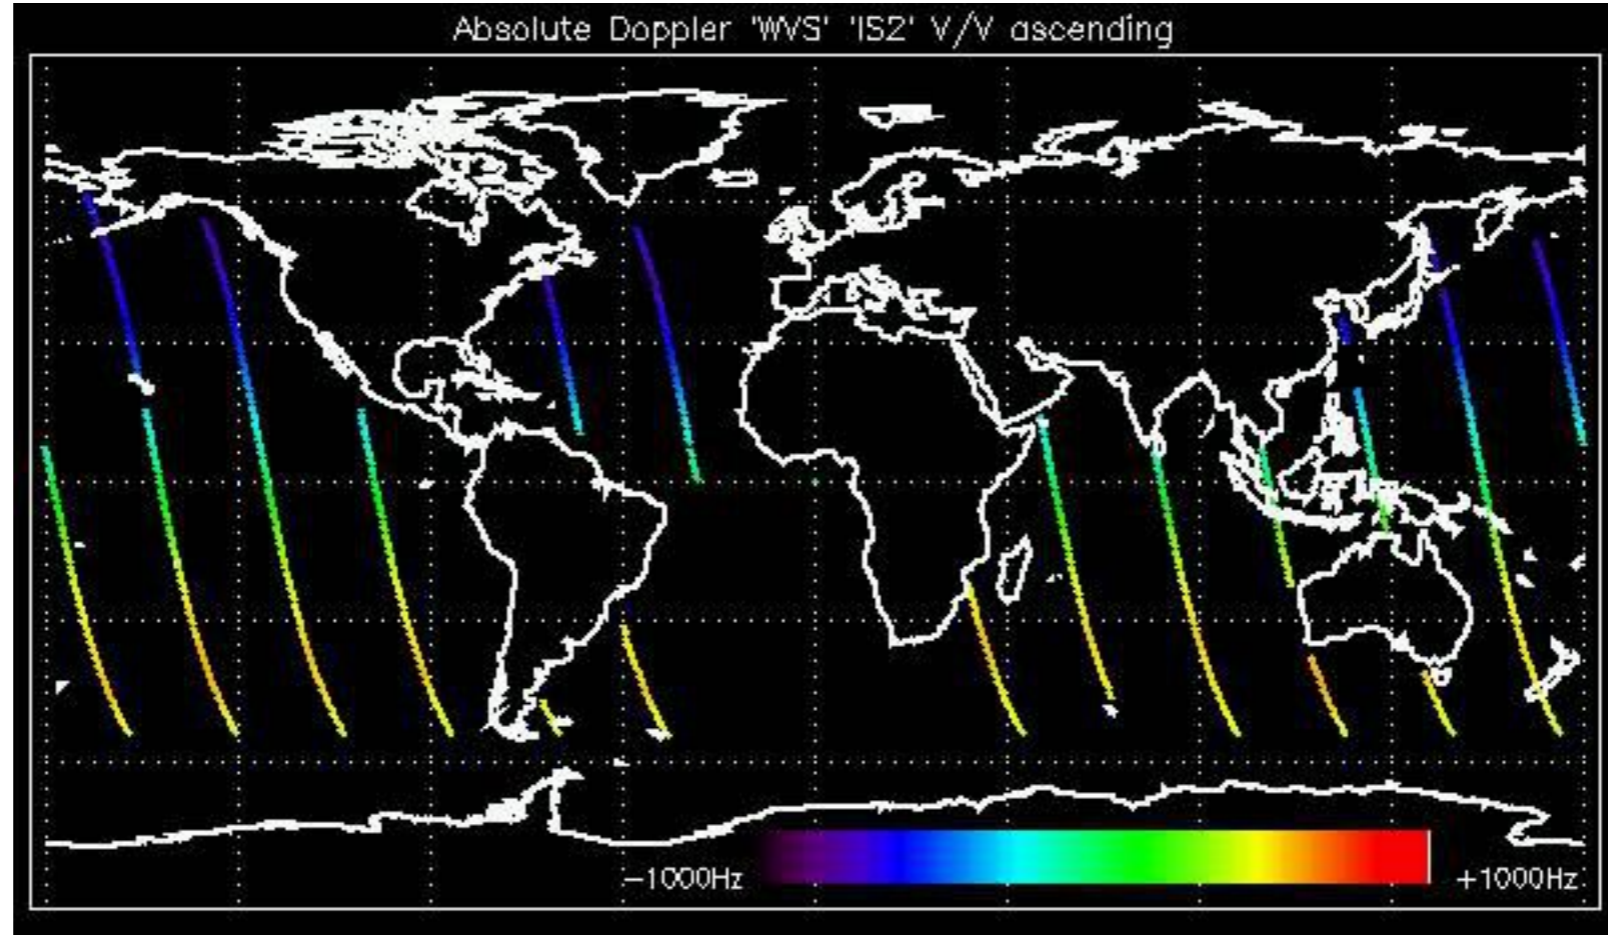 Absolute Doppler 'WVS' 'IS2' V/V ascending
-1000Hz +1000Hz